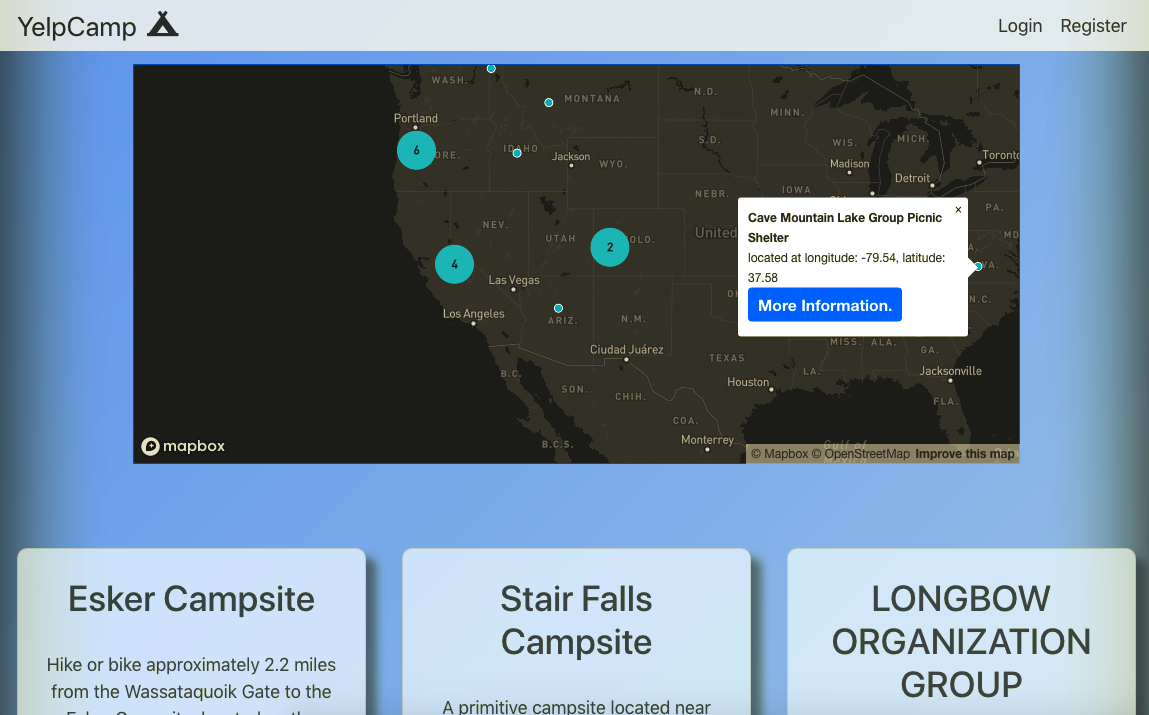 YelpCamp
Login Register
WASH.
MONTANA
N.D.
MINN.
Portland
6
ORE.
IDAHO
Jackson
WYO.
S.D.
WIS.
MICH.
Madison
Toronto
Detroit
NEBR.
IOWA
PA.
NEV.
UTAH
2
OLO.
United
MD
4
Las Vegas
VA.
Los Angeles
ARIZ.
N.M.
N.C.
Cave Mountain Lake Group Picnic
Shelter
×
located at longitude: -79.54, latitude:
37.58
More Information.
Ciudad Juárez
TEXAS
MISS.
ALA.
GA.
LA.
B.C.
SON.
CHIH.
Houston
Jacksonville
FLA.
COA.
B.C.S.
Monterrey
Gulf of
mapbox
© Mapbox © OpenStreetMap Improve this map
Esker Campsite
Hike or bike approximately 2.2 miles
from the Wassataquoik Gate to the
Stair Falls
Campsite
A primitive campsite located near
LONGBOW
ORGANIZATION
GROUP